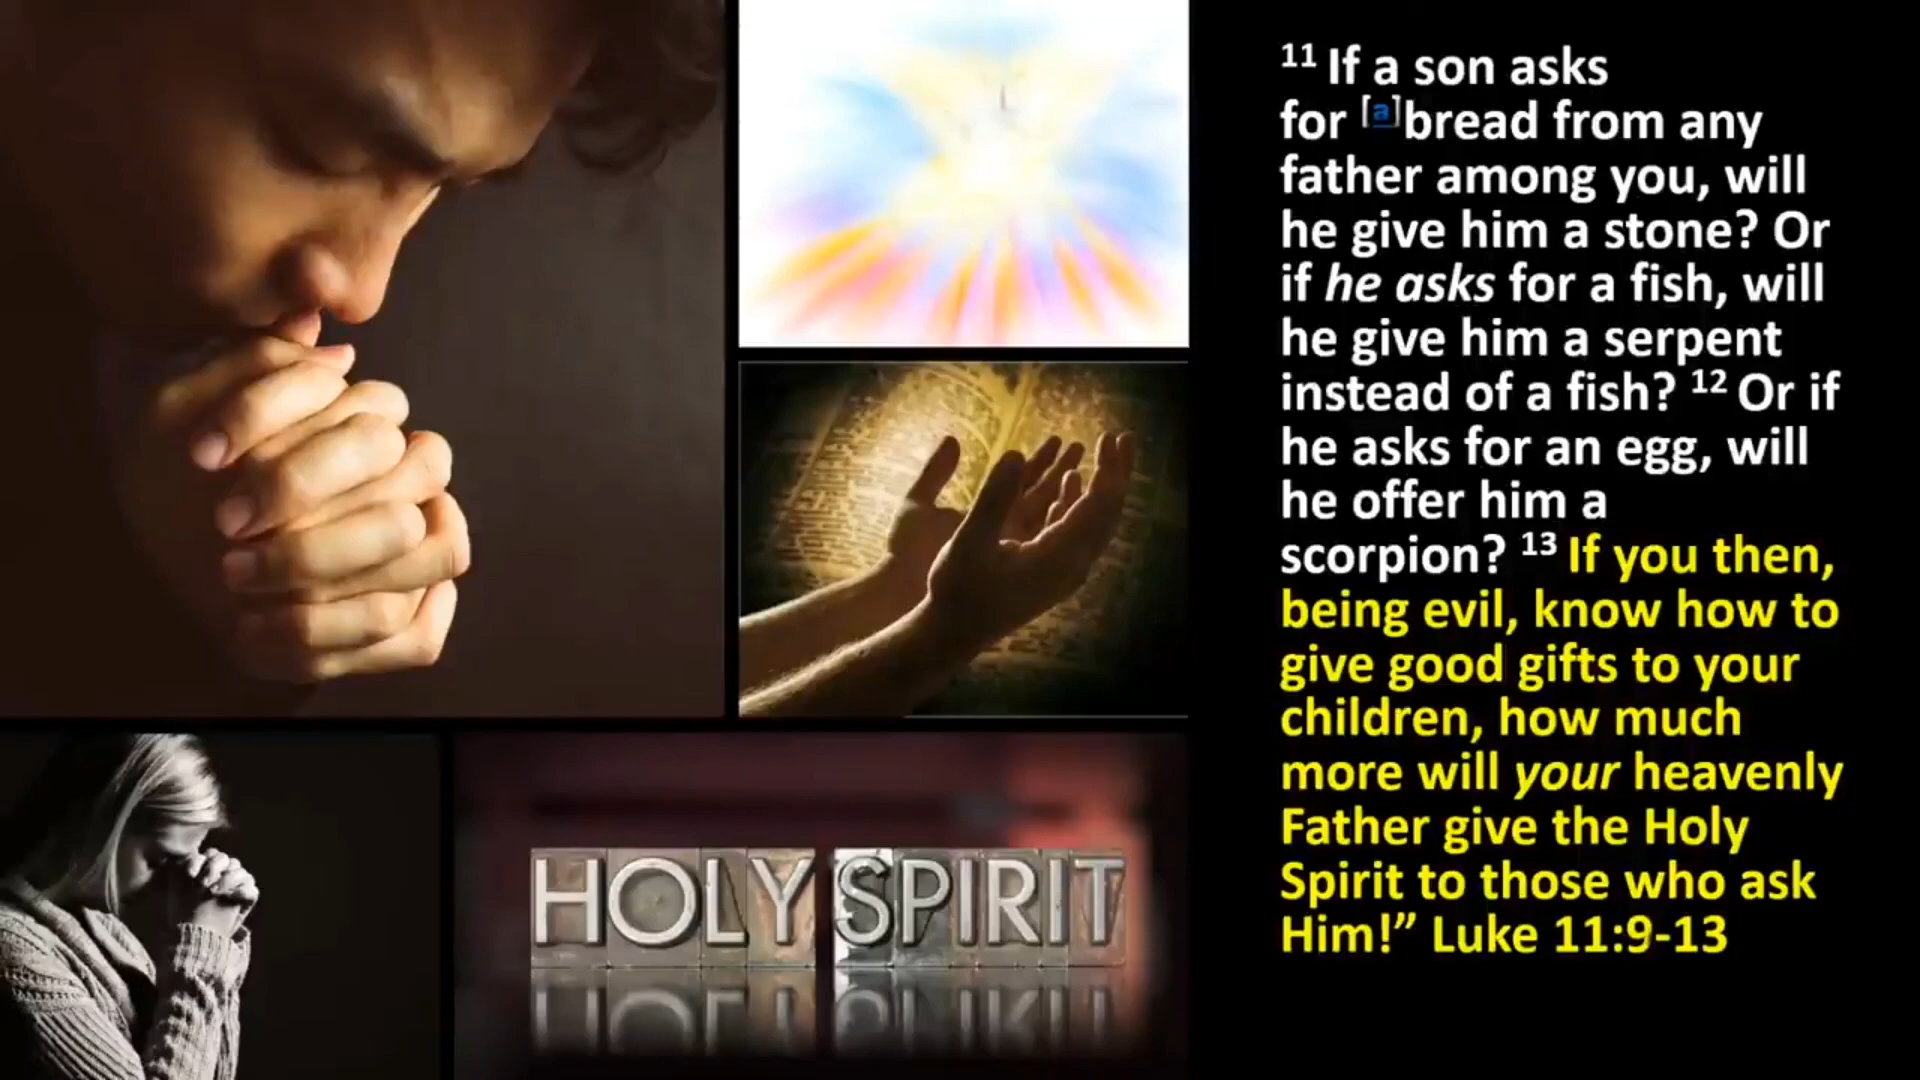 11 If a son asks
for [a]bread from any
father among you, will
he give him a stone? Or
if he asks for a fish, will
he give him a serpent
instead of a fish? 12 Or if
he asks for an egg, will
he offer him a
scorpion? 13 If you then,
being evil, know how to
give good gifts to your
children, how much
more will your heavenly
Father give the Holy
Spirit to those who ask
Him!” Luke 11:9-13
HOLY SPIRIT